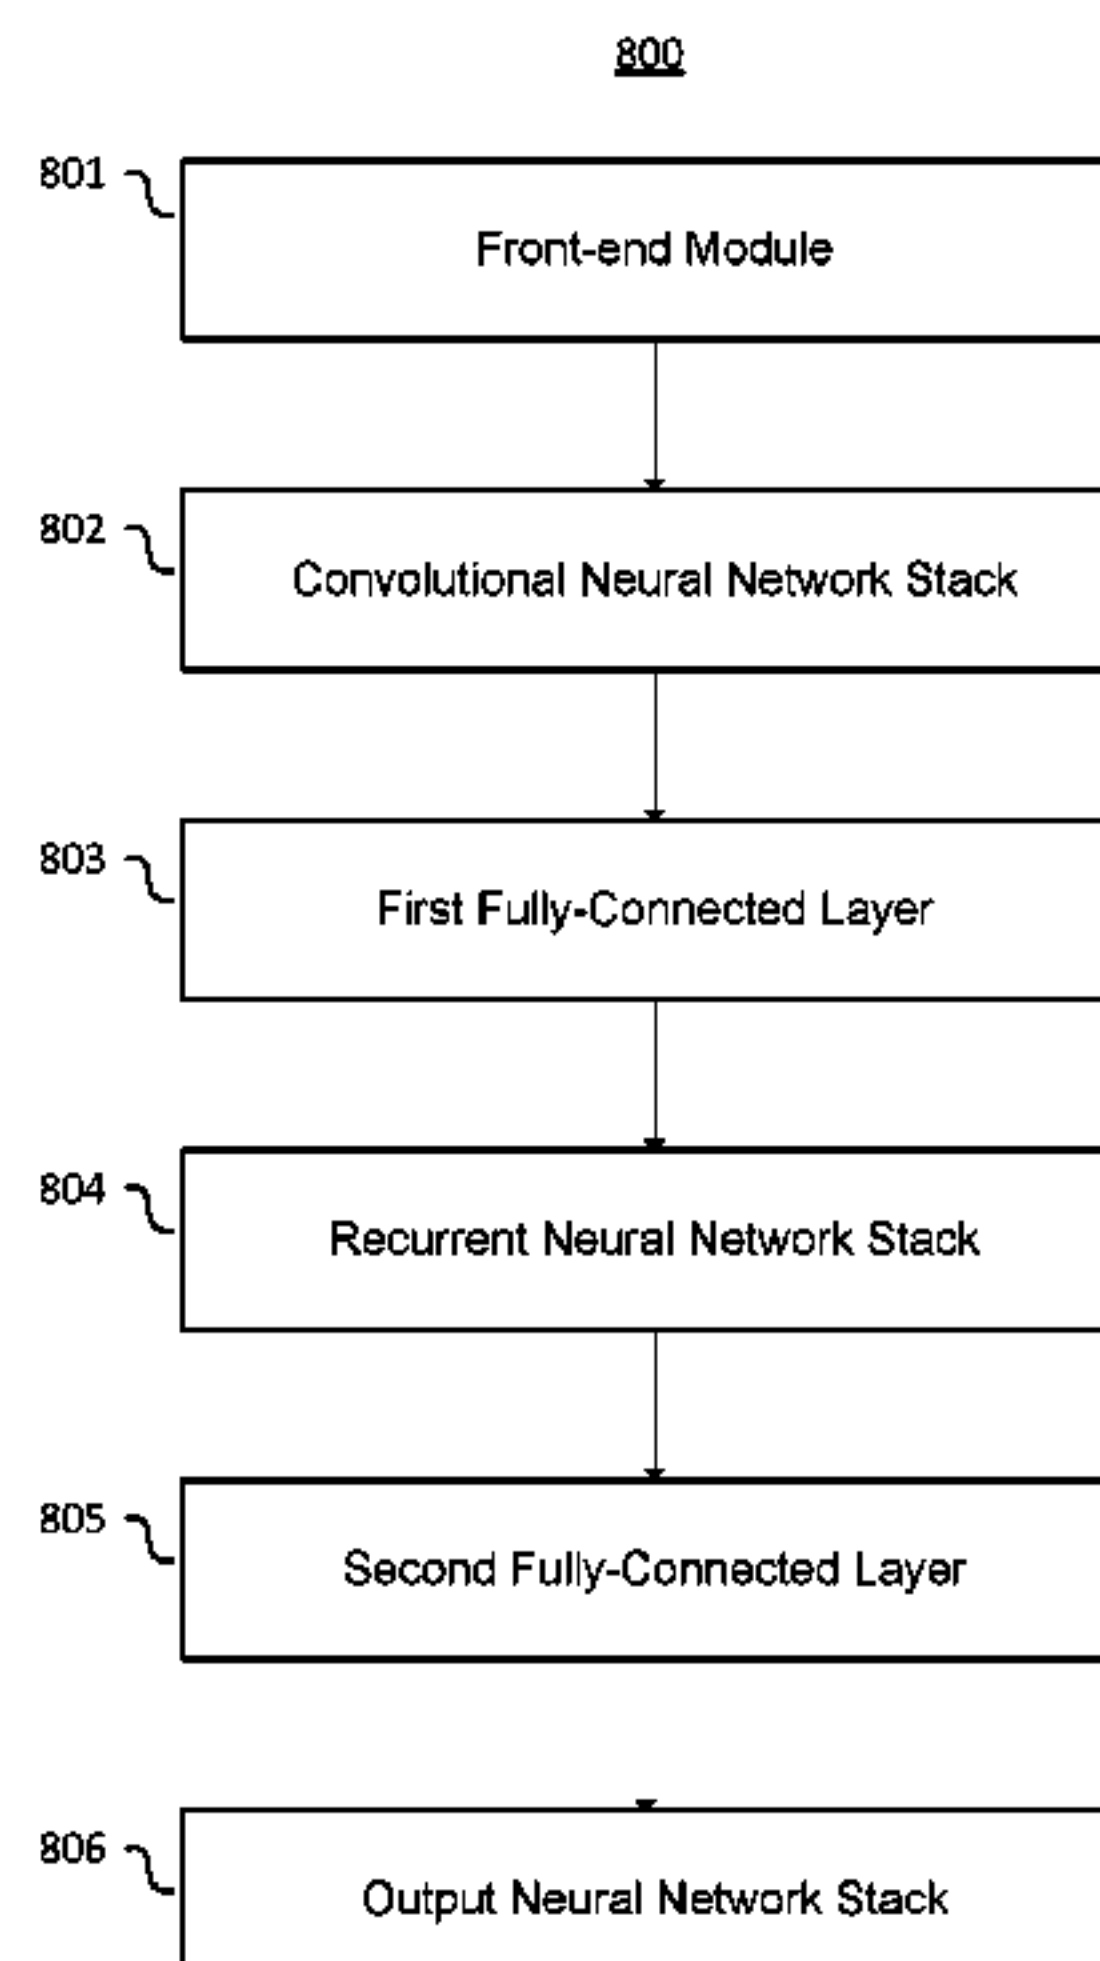 800
801
Front-end Module
802
Convolutional Neural Network Stack
803
First Fully-Connected Layer
804
Recurrent Neural Network Stack
805
Second Fully-Connected Layer
806
Output Neural Network Stack